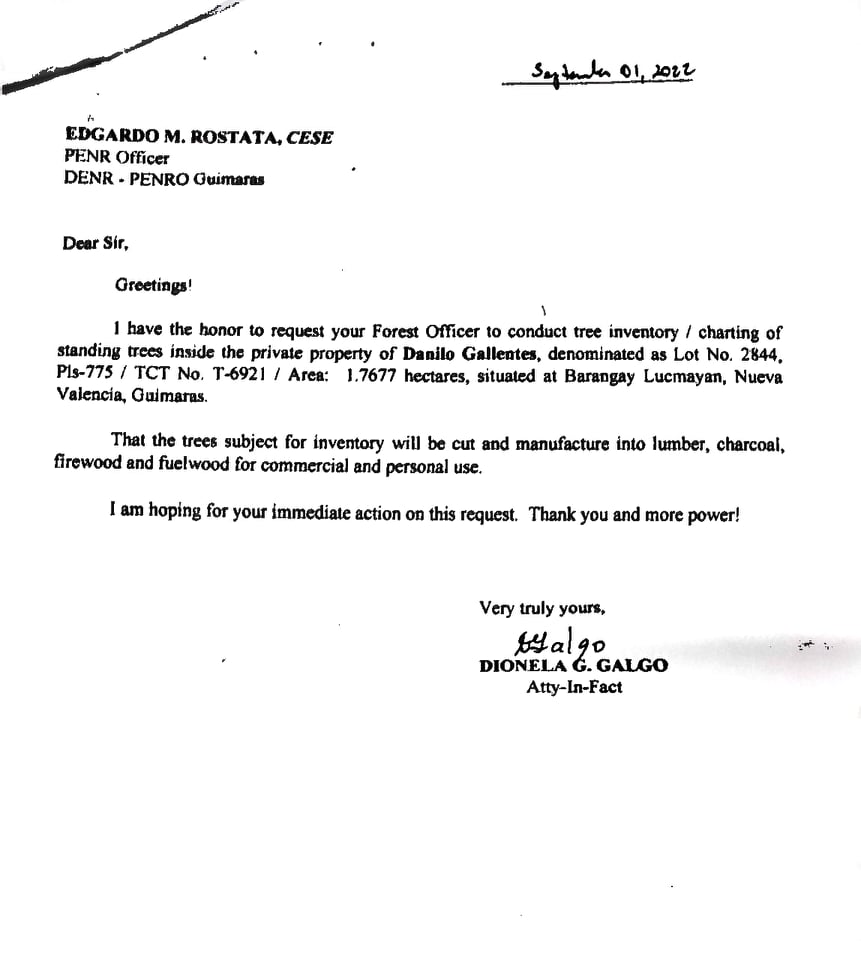 September 01, 2022
EDGARDO M. ROSTATA, CESE
PENR Officer
DENR - PENRO Guimaras
Dear Sir,
Greetings!
I have the honor to request your Forest Officer to conduct tree inventory / charting of
standing trees inside the private property of Danilo Gallentes, denominated as Lot No. 2844,
Pls-775 / TCT No. T-6921 / Area: 1.7677 hectares, situated at Barangay Lucmayan, Nueva
Valencia, Guimaras.
That the trees subject for inventory will be cut and manufacture into lumber, charcoal,
firewood and fuelwood for commercial and personal use.
I am hoping for your immediate action on this request. Thank you and more power!
Very truly yours,
DIONELA G. GALGO
Atty-In-Fact